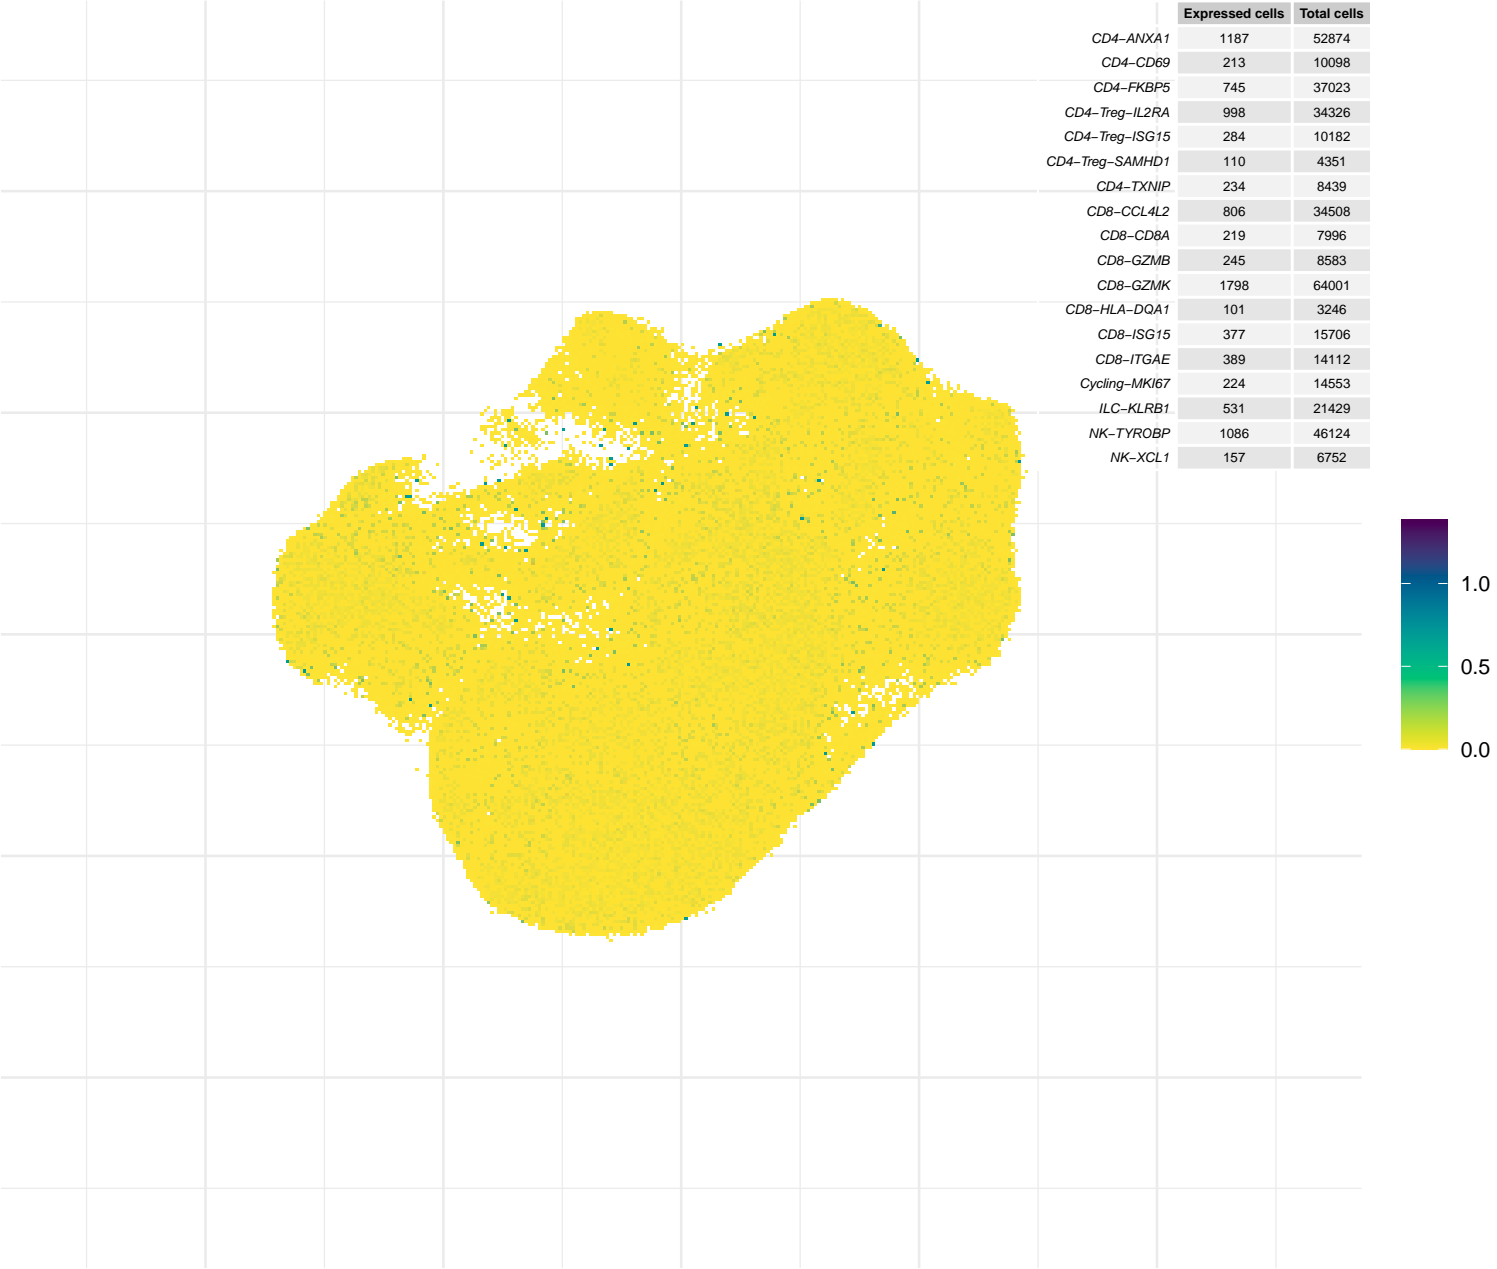 Expressed cells Total cells
CD4−ANXA1 1187 52874
CD4−CD69 213 10098
CD4−FKBP5 745 37023
CD4−Treg−IL2RA 998 34326
CD4−Treg−ISG15 284 10182
CD4−Treg−SAMHD1 110 4351
CD4−TXNIP 234 8439
CD8−CCL4L2 806 34508
CD8−CD8A 219 7996
CD8−GZMB 245 8583
CD8−GZMK 1798 64001
CD8−HLA−DQA1 101 3246
CD8−ISG15 377 15706
CD8−ITGAE 389 14112
Cycling−MKI67 224 14553
ILC−KLRB1 531 21429
NK−TYROBP 1086 46124
NK−XCL1 157 6752
1.0
0.5
0.0